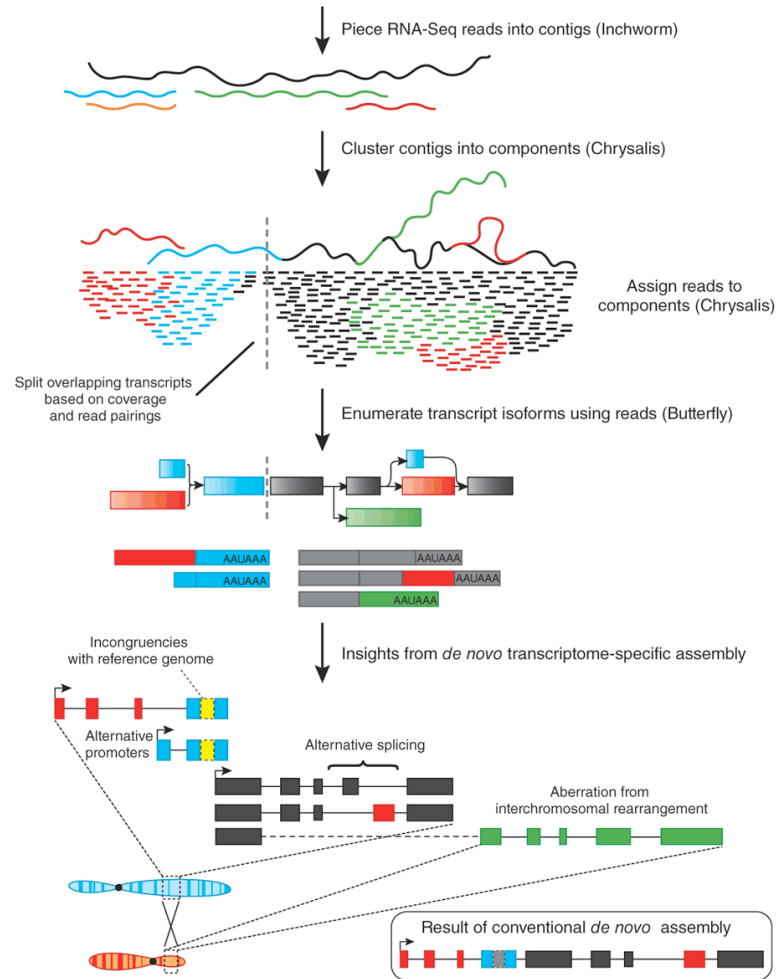 Piece RNA-Seq reads into contigs (Inchworm)
Cluster contigs into components (Chrysalis)
Assign reads to
components (Chrysalis)
Split overlapping transcripts
based on coverage
and read pairings
Enumerate transcript isoforms using reads (Butterfly)
AAUAAA
AAUAAA
AAUAAA
AAUAAA
AAUAAA
Insights from de novo transcriptome-specific assembly
Incongruencies
with reference genome
Alternative
promoters
Alternative splicing
Aberration from
interchromosomal rearrangement
Result of conventional de novo assembly